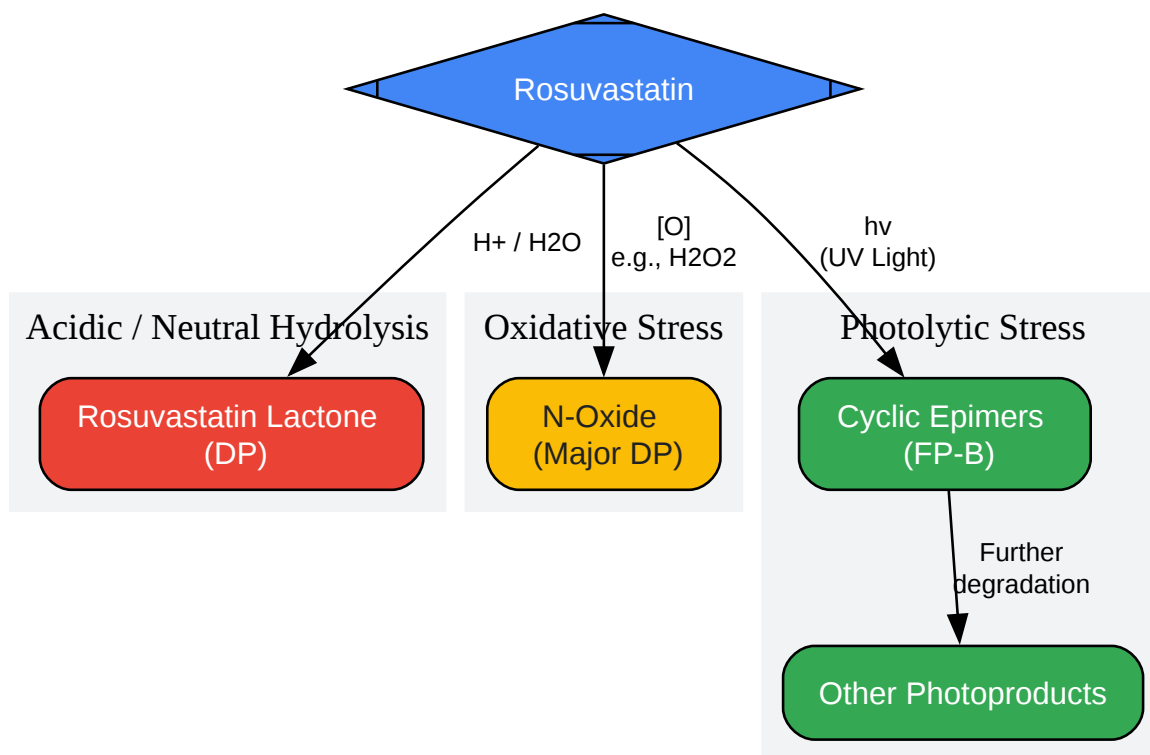 Rosuvastatin
H+ / H2O
[O]
e.g., H2O2
hv
(UV Light)
Acidic / Neutral Hydrolysis
Oxidative Stress
Photolytic Stress
Rosuvastatin Lactone
(DP)
N-Oxide
(Major DP)
Cyclic Epimers
(FP-B)
Further
degradation
Other Photoproducts